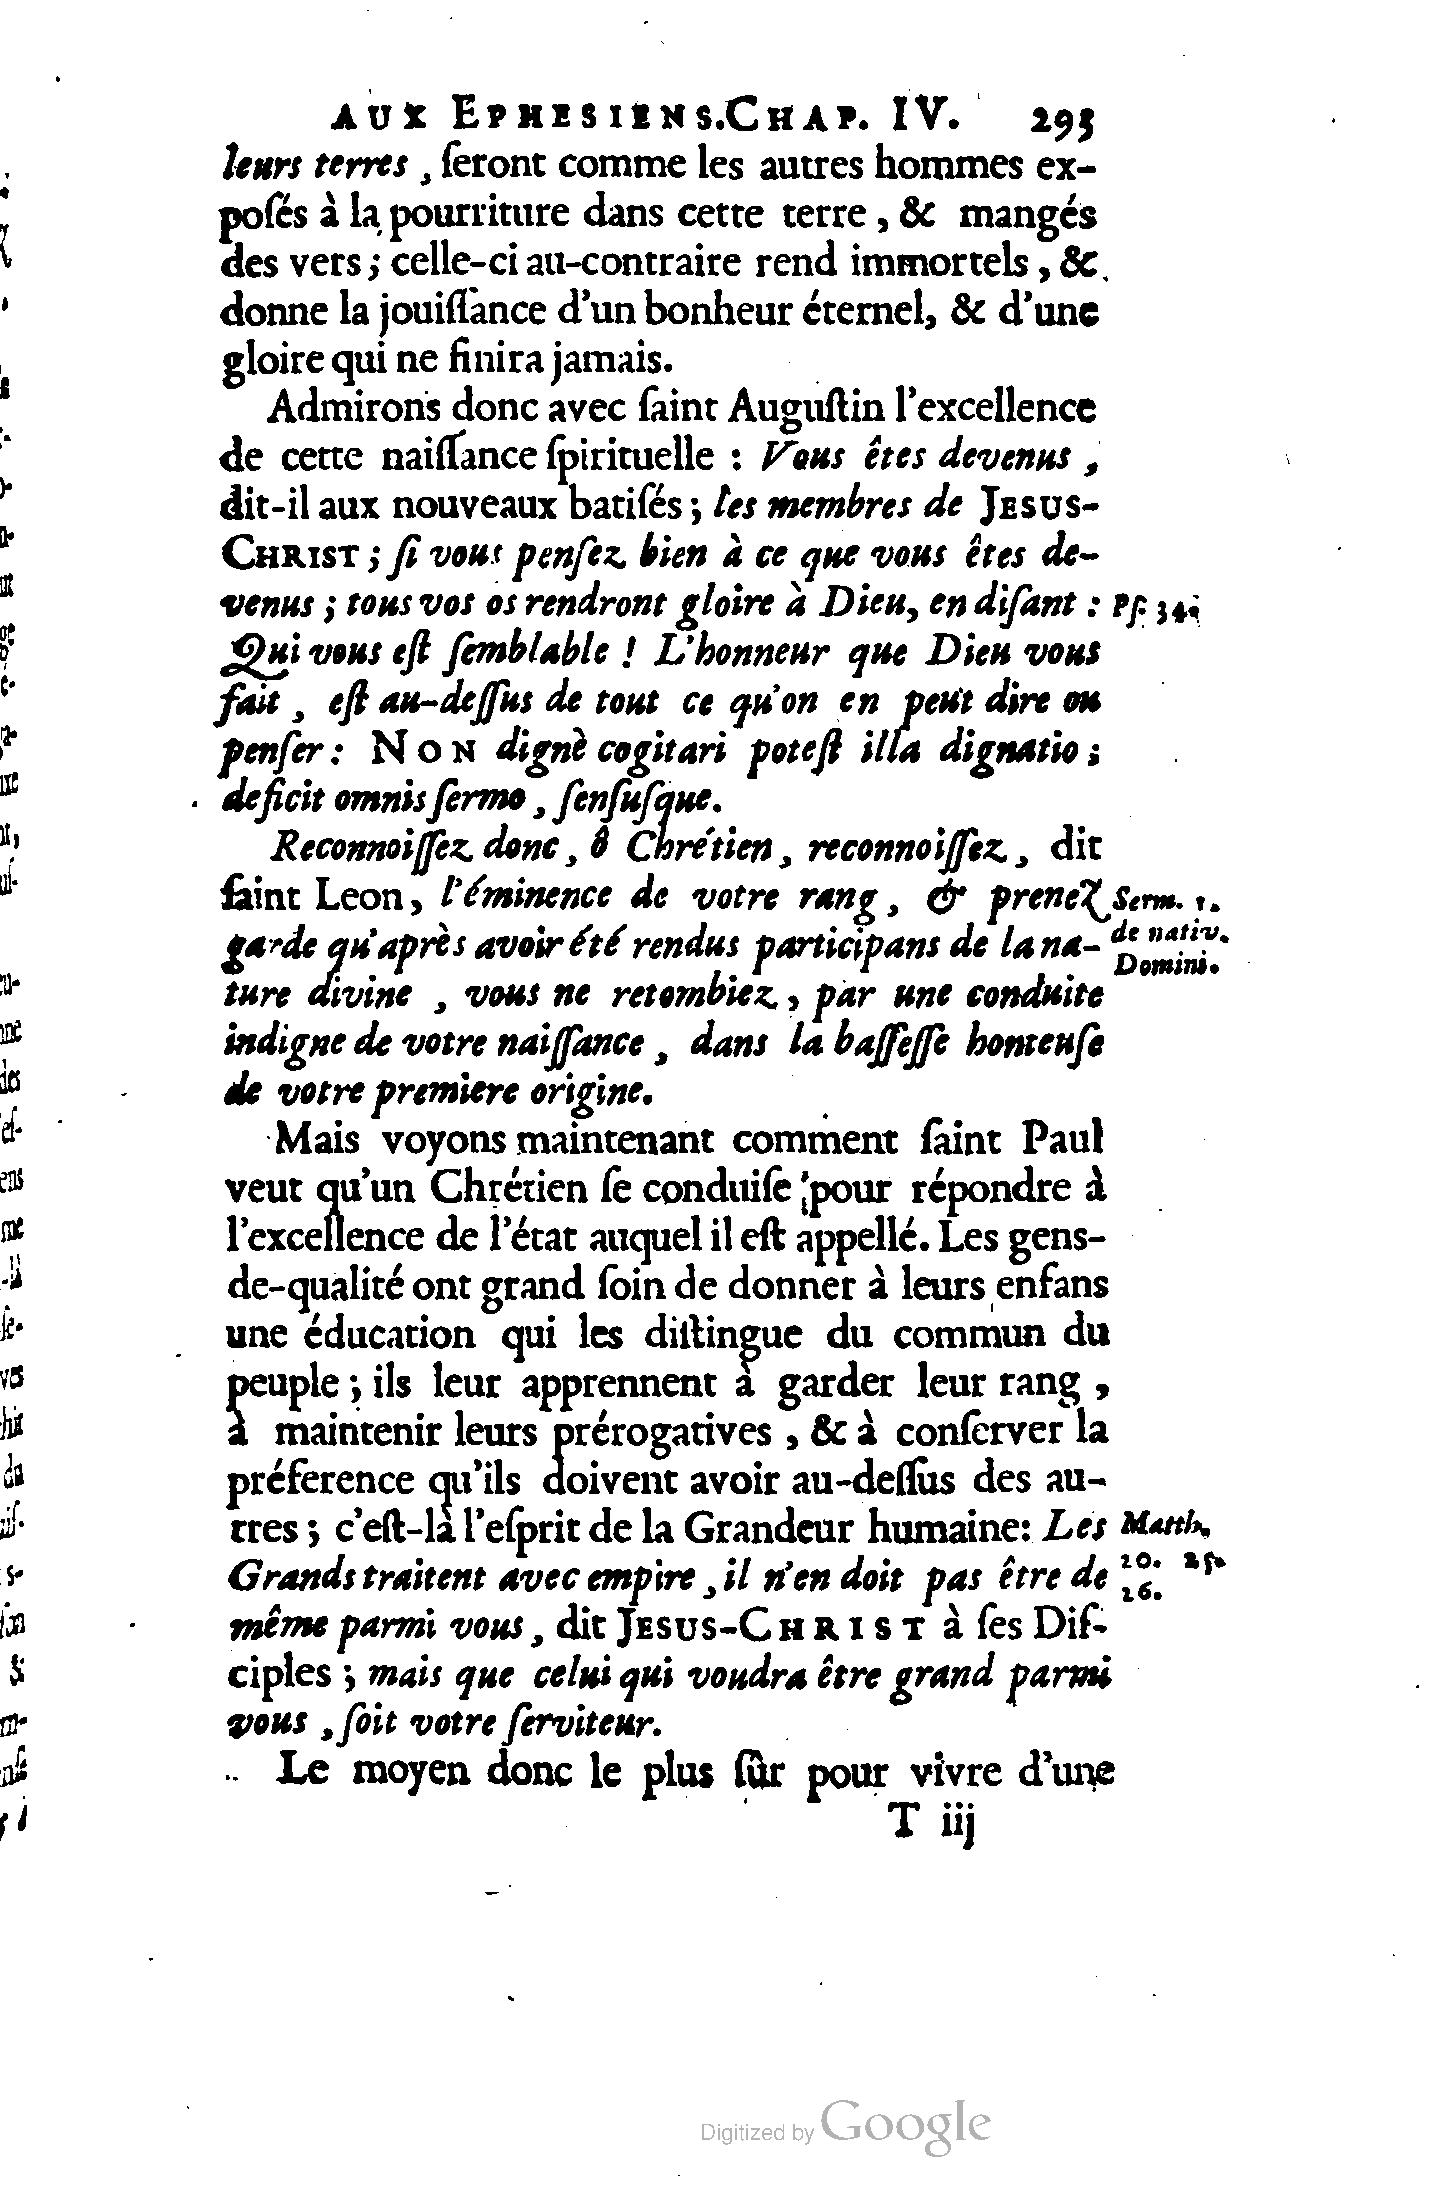 AUX EPHESIENS. CHAP. IV. 293
leurs terres, ſeront comme les autres hommes ex-
poſés à la pourriture dans cette terre, & mangés
des vers; celle-ci au-contraire rend immortels, &
donne la jouiſſance d'un bonheur éternel, & d'une
gloire qui ne finira jamais.
Admirons donc avec ſaint Auguſtin l'excellence
de cette naiſſance ſpirituelle : Vous êtes devenus,
dit-il aux nouveaux batiſés; les membres de JESUS-
CHRIST; ſi vous penſez bien à ce que vous êtes de-
venus; tous vos os rendront gloire à Dieu, en diſant : Pſ. 34.
Qui vous eſt ſemblable ! L'honneur que Dieu vous
fait, eſt au-deſſus de tout ce qu'on en peut dire ou
penſer : NON dignè cogitari poteſt illa dignatio;
deficit omnis ſermo, ſenſuſque.
Reconnoiſſez donc, ô Chrétien, reconnoiſſez, dit
ſaint Leon, l'éminence de votre rang, & prenez Serm. 1.
garde qu'après avoir été rendus participans de la na- de nativ.
Domini.
ture divine, vous ne retombiez, par une conduite
indigne de votre naiſſance, dans la baſſeſſe honteuſe
de votre premiere origine.
Mais voyons maintenant comment ſaint Paul
veut qu'un Chrétien ſe conduiſe pour répondre à
l'excellence de l'état auquel il eſt appellé. Les gens-
de-qualité ont grand ſoin de donner à leurs enfans
une éducation qui les diſtingue du commun du
peuple; ils leur apprennent à garder leur rang,
à maintenir leurs prérogatives, & à conſerver la
préference qu'ils doivent avoir au-deſſus des au-
tres; c'eſt-là l'eſprit de la Grandeur humaine: Les Matth.
Grands traitent avec empire, il n'en doit pas être de 20. 25.
26.
même parmi vous, dit JESUS-CHRIST à ſes Diſ-
ciples; mais que celui qui voudra être grand parmi
vous, ſoit votre ſerviteur.
Le moyen donc le plus ſûr pour vivre d'une
T iij
Digitized by Google